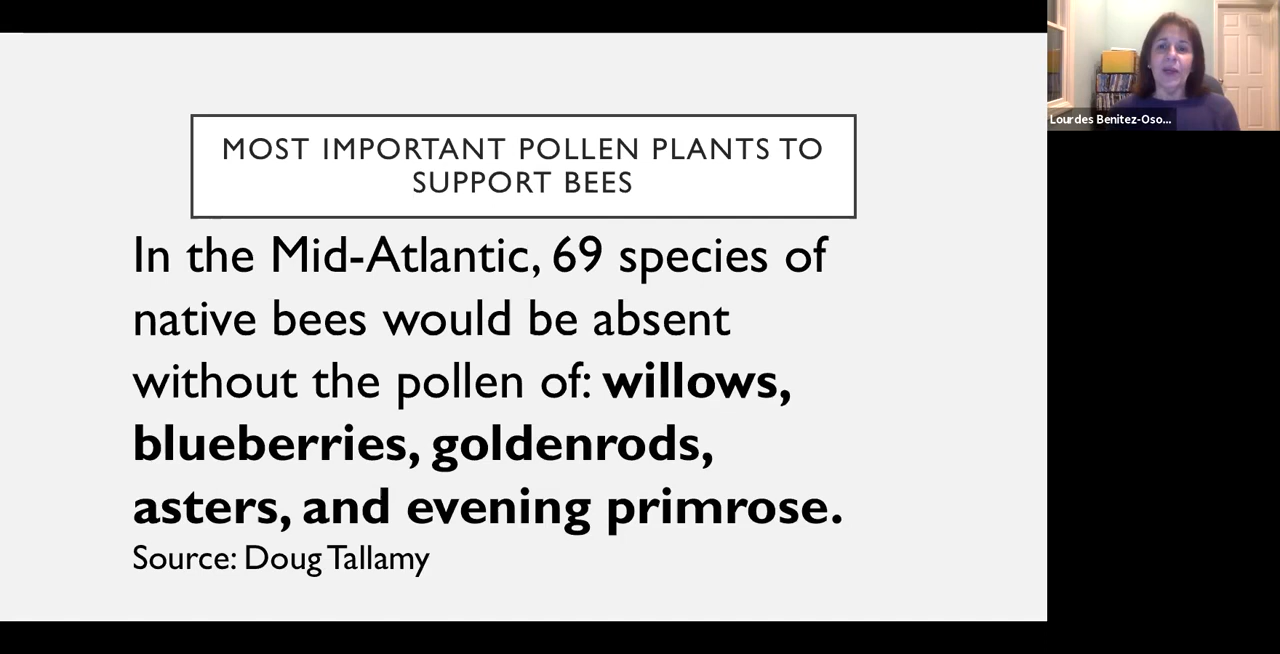 MOST IMPORTANT POLLEN PLANTS TO
SUPPORT BEES
In the Mid-Atlantic, 69 species of
native bees would be absent
without the pollen of: willows,
blueberries, goldenrods,
asters, and evening primrose.
Source: Doug Tallamy
Lourdes Benitez-Oso...